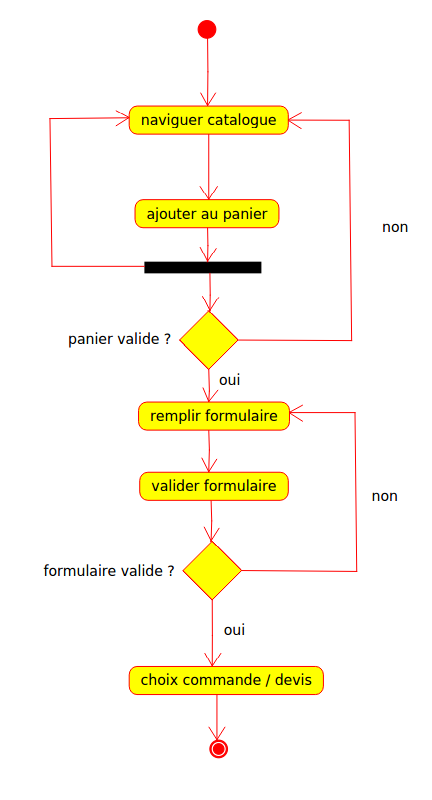 naviguer catalogue
ajouter au panier
non
panier valide ?
oui
remplir formulaire
valider formulaire
non
formulaire valide ?
oui
choix commande / devis